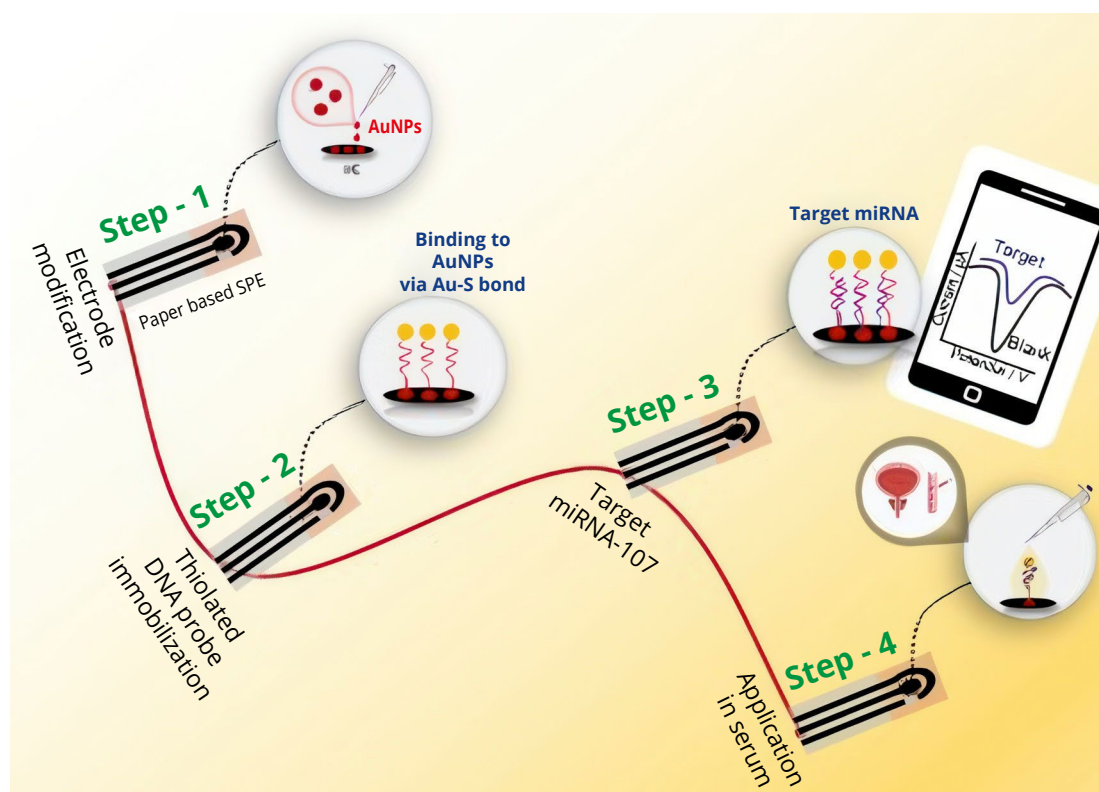 AuNPs
Step - 1
Electrode
modification
Paper based SPE
Binding to
AuNPs
via Au-S bond
Step - 2
Thiolated
DNA probe
immobilization
Target miRNA
Step - 3
Target
miRNA-107
Target
Blank
Step - 4
Application
in serum